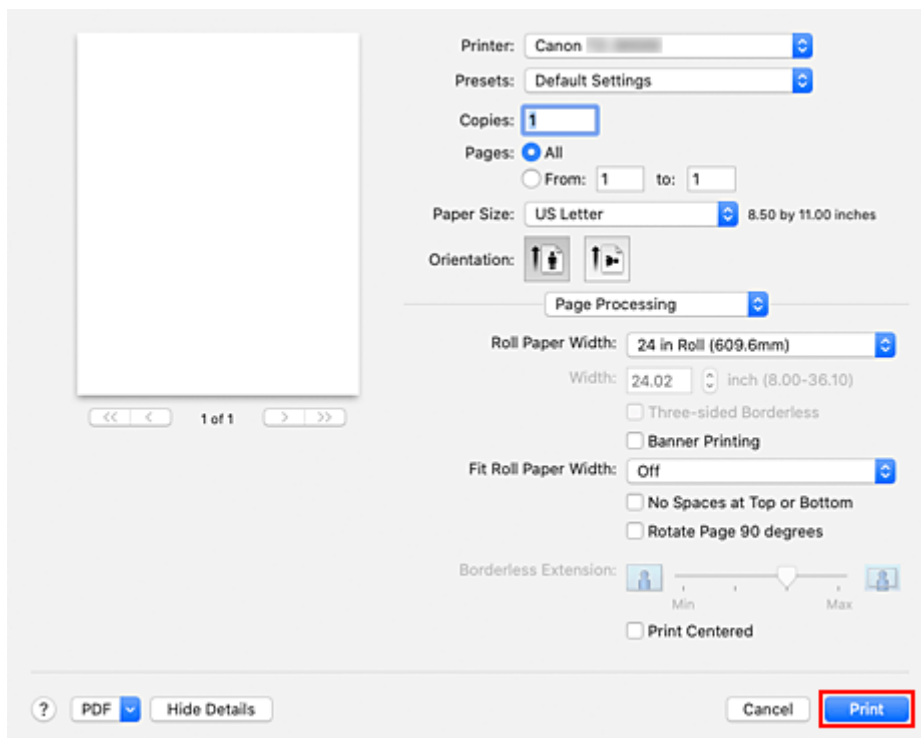 Printer: Canon
Presets: Default Settings
Copies: 1
Pages: All
From: 1 to: 1
Paper Size: US Letter 8.50 by 11.00 inches
Orientation:
Page Processing
Roll Paper Width: 24 in Roll (609.6mm)
Width: 24.02 inch (8.00-36.10)
Three-sided Borderless
Banner Printing
Fit Roll Paper Width: Off
No Spaces at Top or Bottom
Rotate Page 90 degrees
Borderless Extension:
Min Max
Print Centered
<< < 1 of 1 > >>
? PDF Hide Details Cancel Print